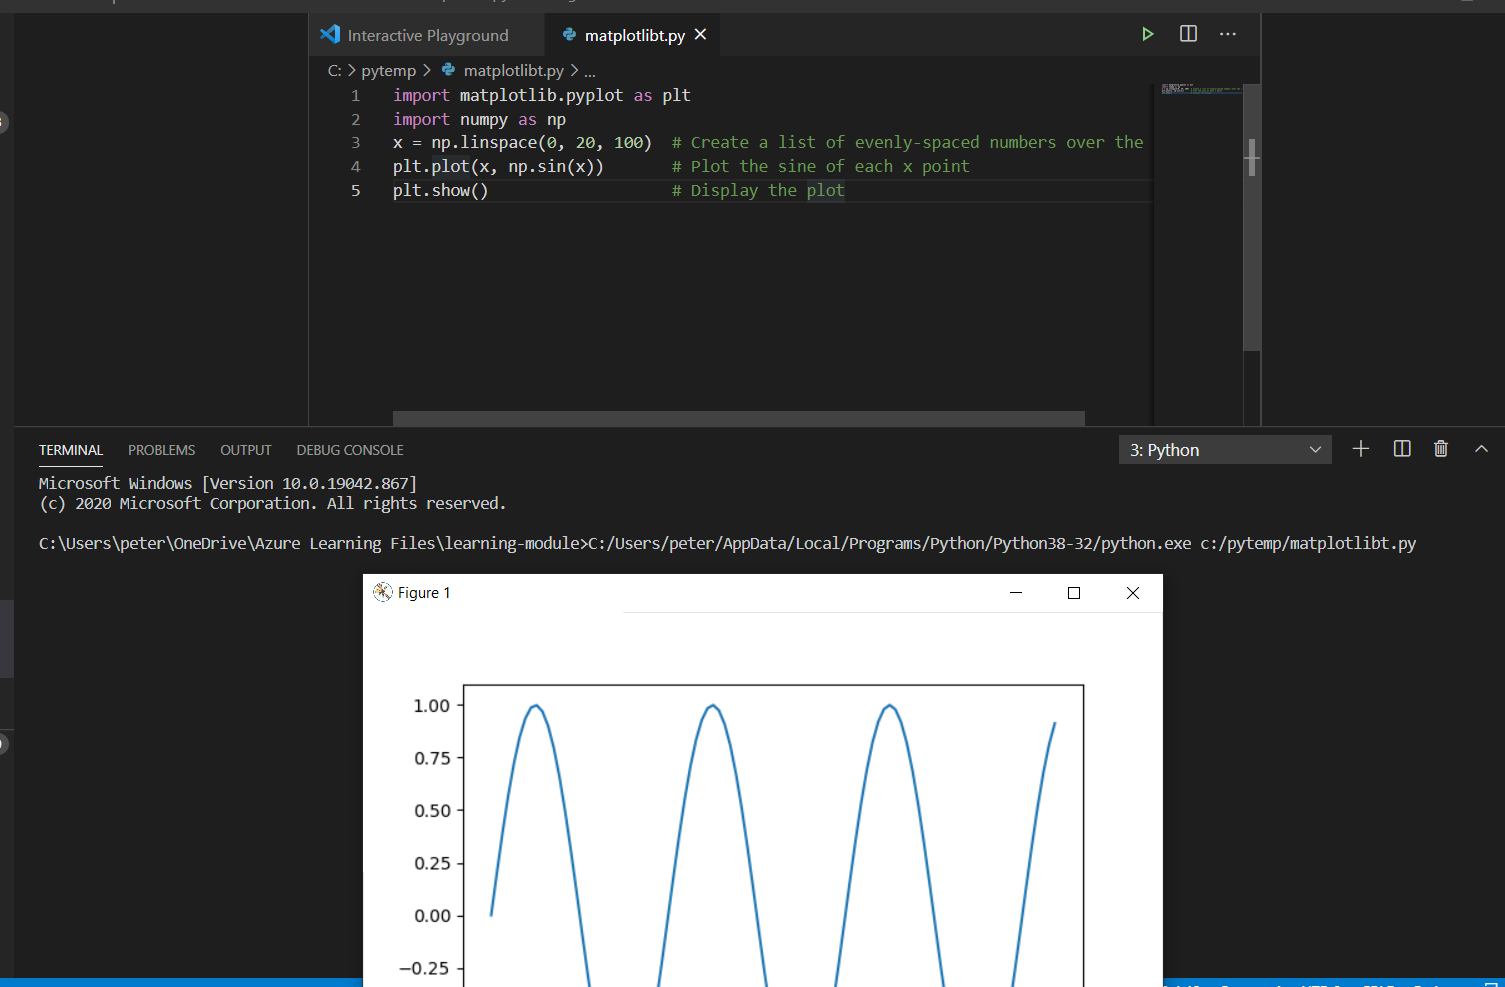 Interactive Playground
matplotlibt.py
C: > pytemp > matplotlibt.py > ...
1 import matplotlib.pyplot as plt
2 import numpy as np
3 x = np.linspace(0, 20, 100)  # Create a list of evenly-spaced numbers over the
4 plt.plot(x, np.sin(x))       # Plot the sine of each x point
5 plt.show()                   # Display the plot
TERMINAL PROBLEMS OUTPUT DEBUG CONSOLE 3: Python
Microsoft Windows [Version 10.0.19042.867]
(c) 2020 Microsoft Corporation. All rights reserved.
C:\Users\peter\OneDrive\Azure Learning Files\learning-module>C:/Users/peter/AppData/Local/Programs/Python/Python38-32/python.exe c:/pytemp/matplotlibt.py
Figure 1
1.00
0.75
0.50
0.25
0.00
−0.25